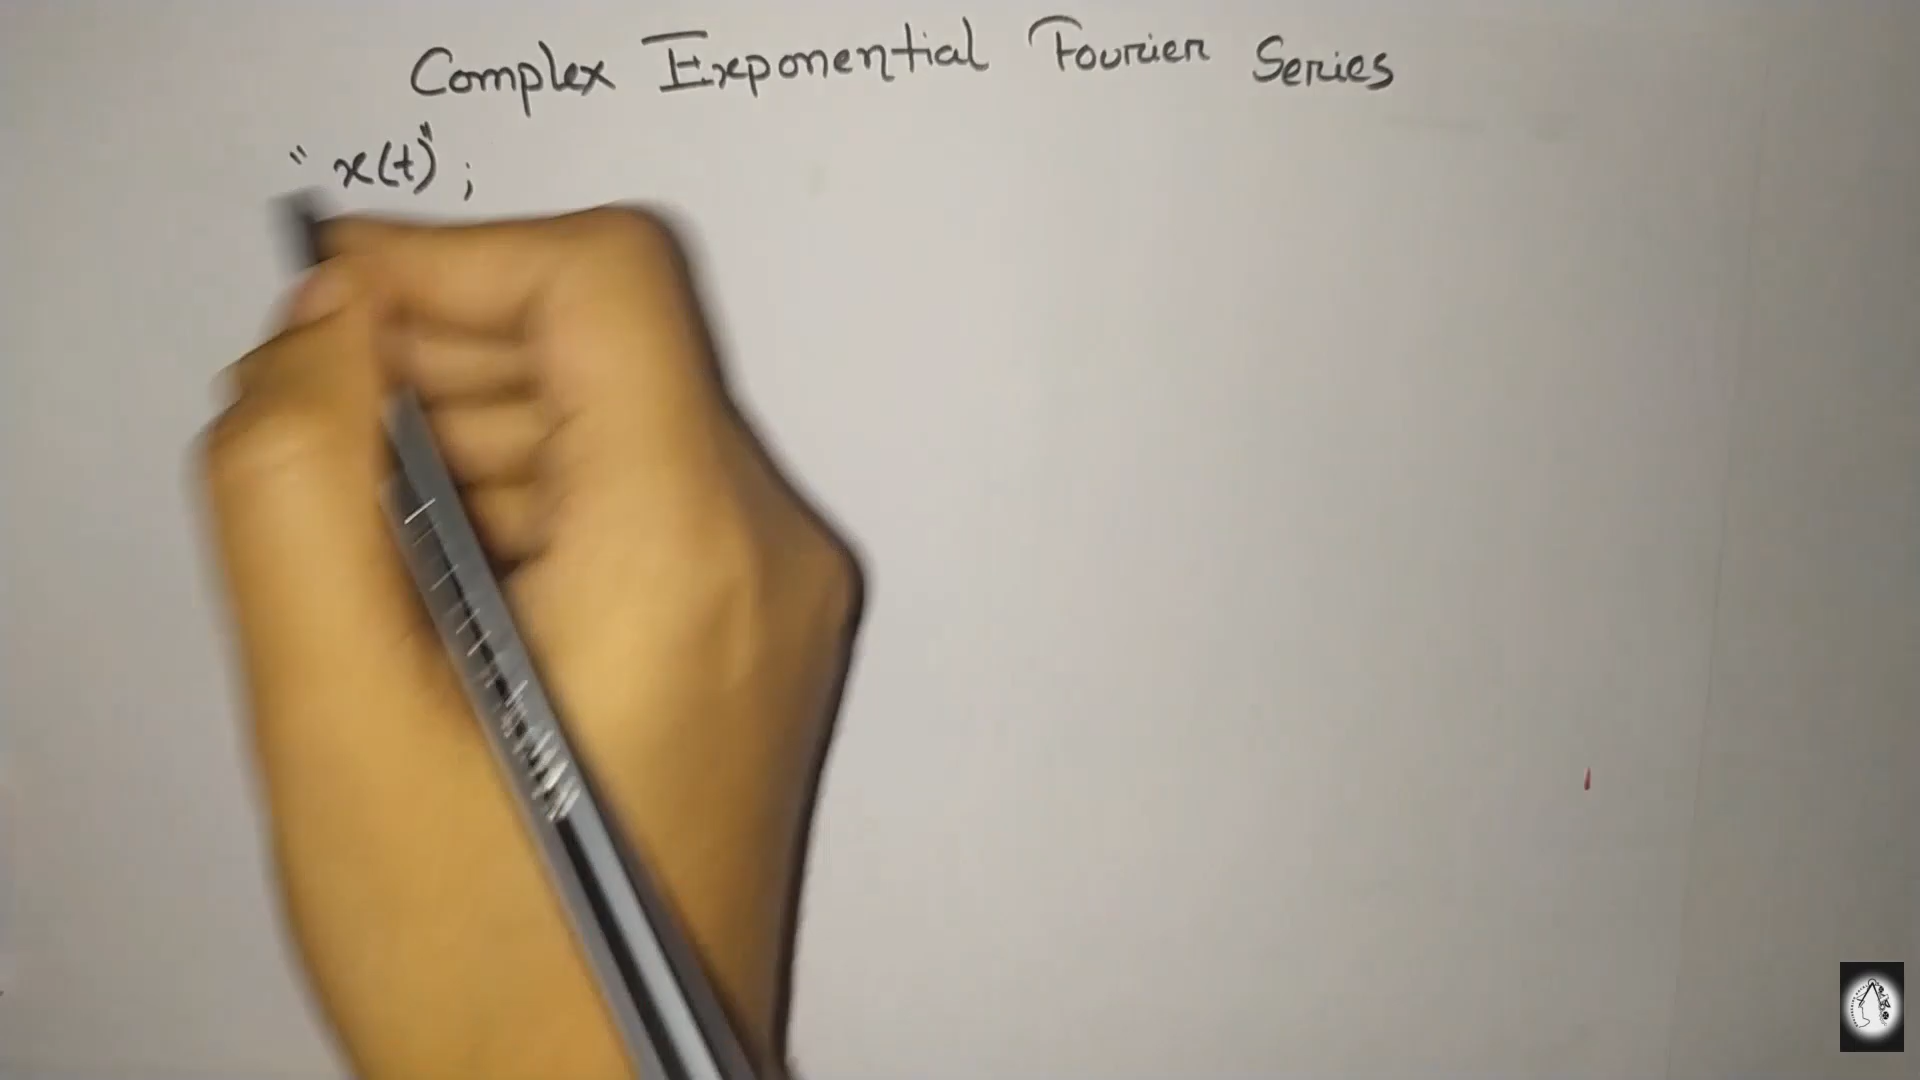 Complex Exponential Fourier Series
" x(t)" ;